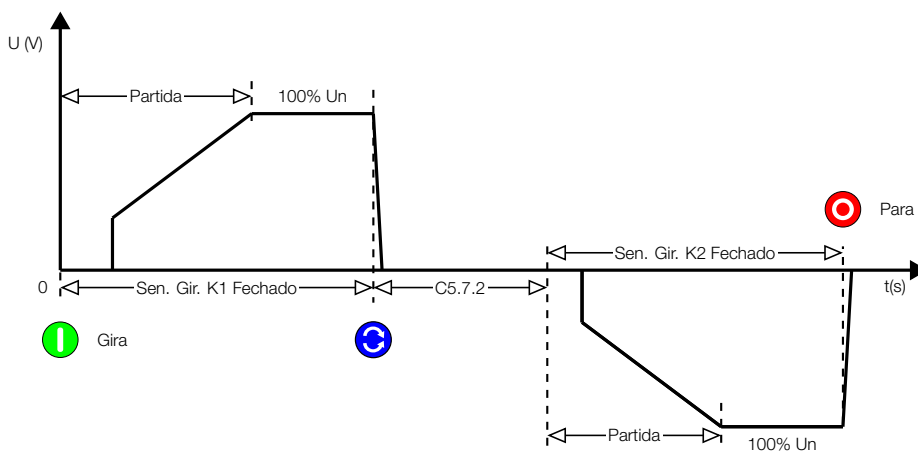 U (V)
Partida
100% Un
Para
Sen. Gir. K2 Fechado
0
Sen. Gir. K1 Fechado
C5.7.2
t(s)
Gira
Partida
100% Un